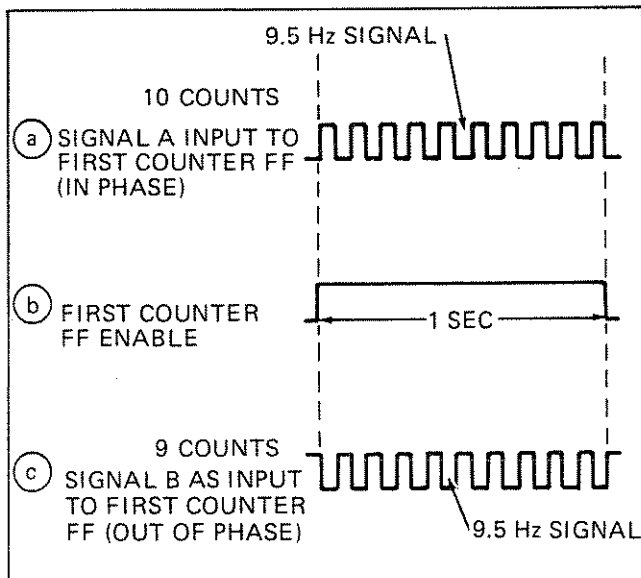 9.5 Hz SIGNAL
10 COUNTS
a SIGNAL A INPUT TO
FIRST COUNTER FF
(IN PHASE)
b FIRST COUNTER
FF ENABLE
1 SEC
9 COUNTS
c SIGNAL B AS INPUT
TO FIRST COUNTER
FF (OUT OF PHASE)
9.5 Hz SIGNAL